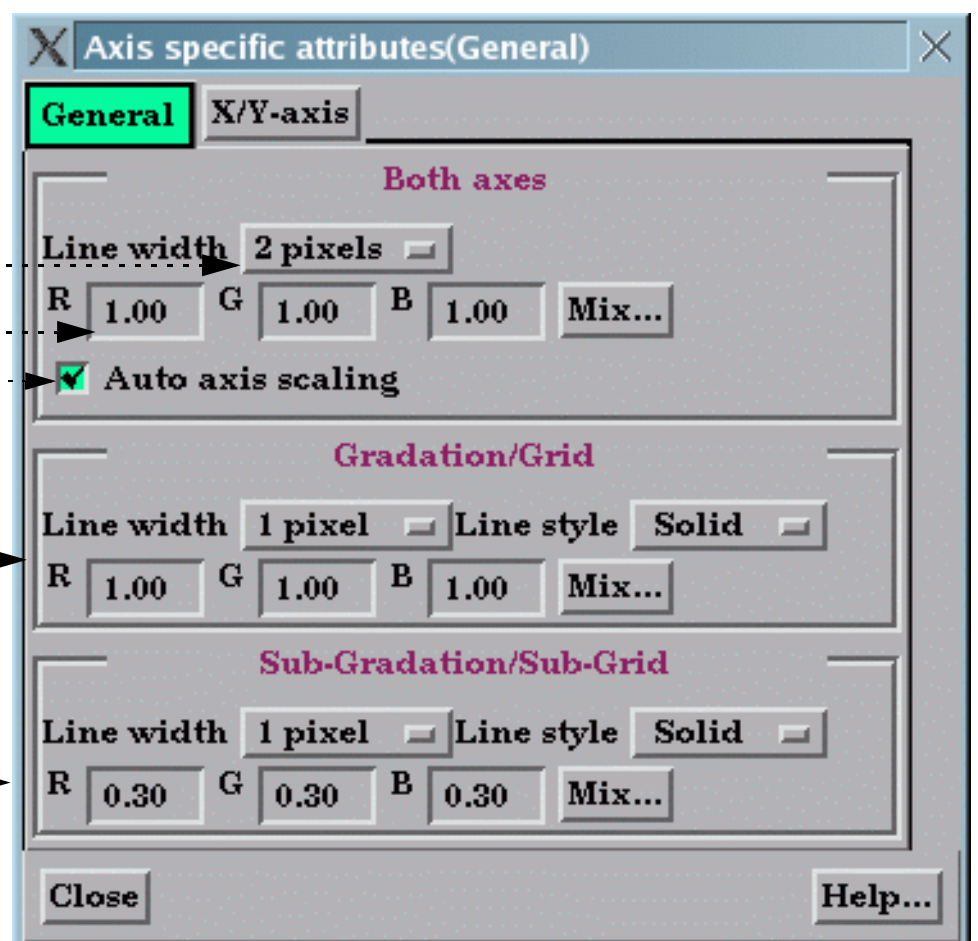 Axis specific attributes(General)
General X/Y-axis
Both axes
Line width 2 pixels
R 1.00 G 1.00 B 1.00 Mix...
Auto axis scaling
Gradation/Grid
Line width 1 pixel Line style Solid
R 1.00 G 1.00 B 1.00 Mix...
Sub-Gradation/Sub-Grid
Line width 1 pixel Line style Solid
R 0.30 G 0.30 B 0.30 Mix...
Close Help...